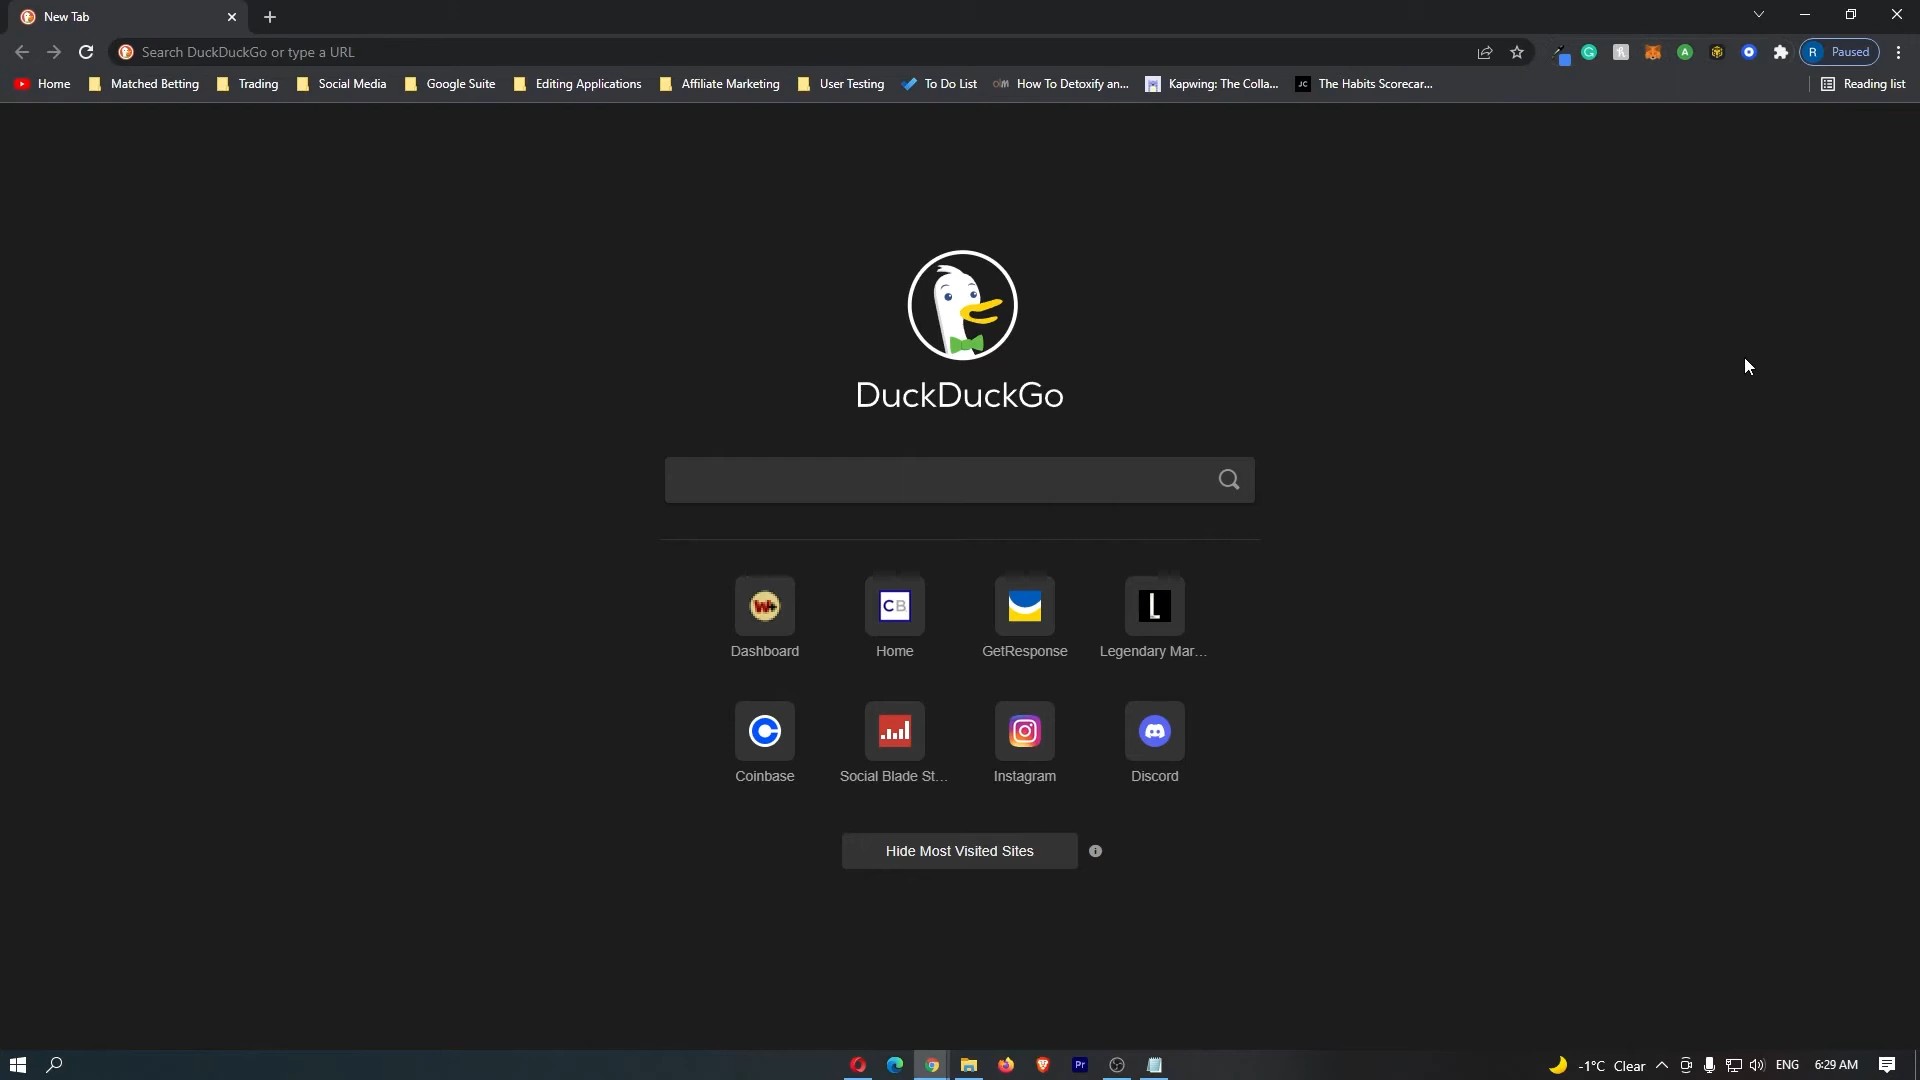 New Tab
Search DuckDuckGo or type a URL
R Paused
Home Matched Betting Trading Social Media Google Suite Editing Applications Affiliate Marketing User Testing To Do List How To Detoxify an... Kapwing: The Colla... JC The Habits Scorecar... Reading list
DuckDuckGo
W+ CB L
Dashboard Home GetResponse Legendary Mar...
Coinbase Social Blade St... Instagram Discord
Hide Most Visited Sites
Pr -1°C Clear ENG 6:29 AM